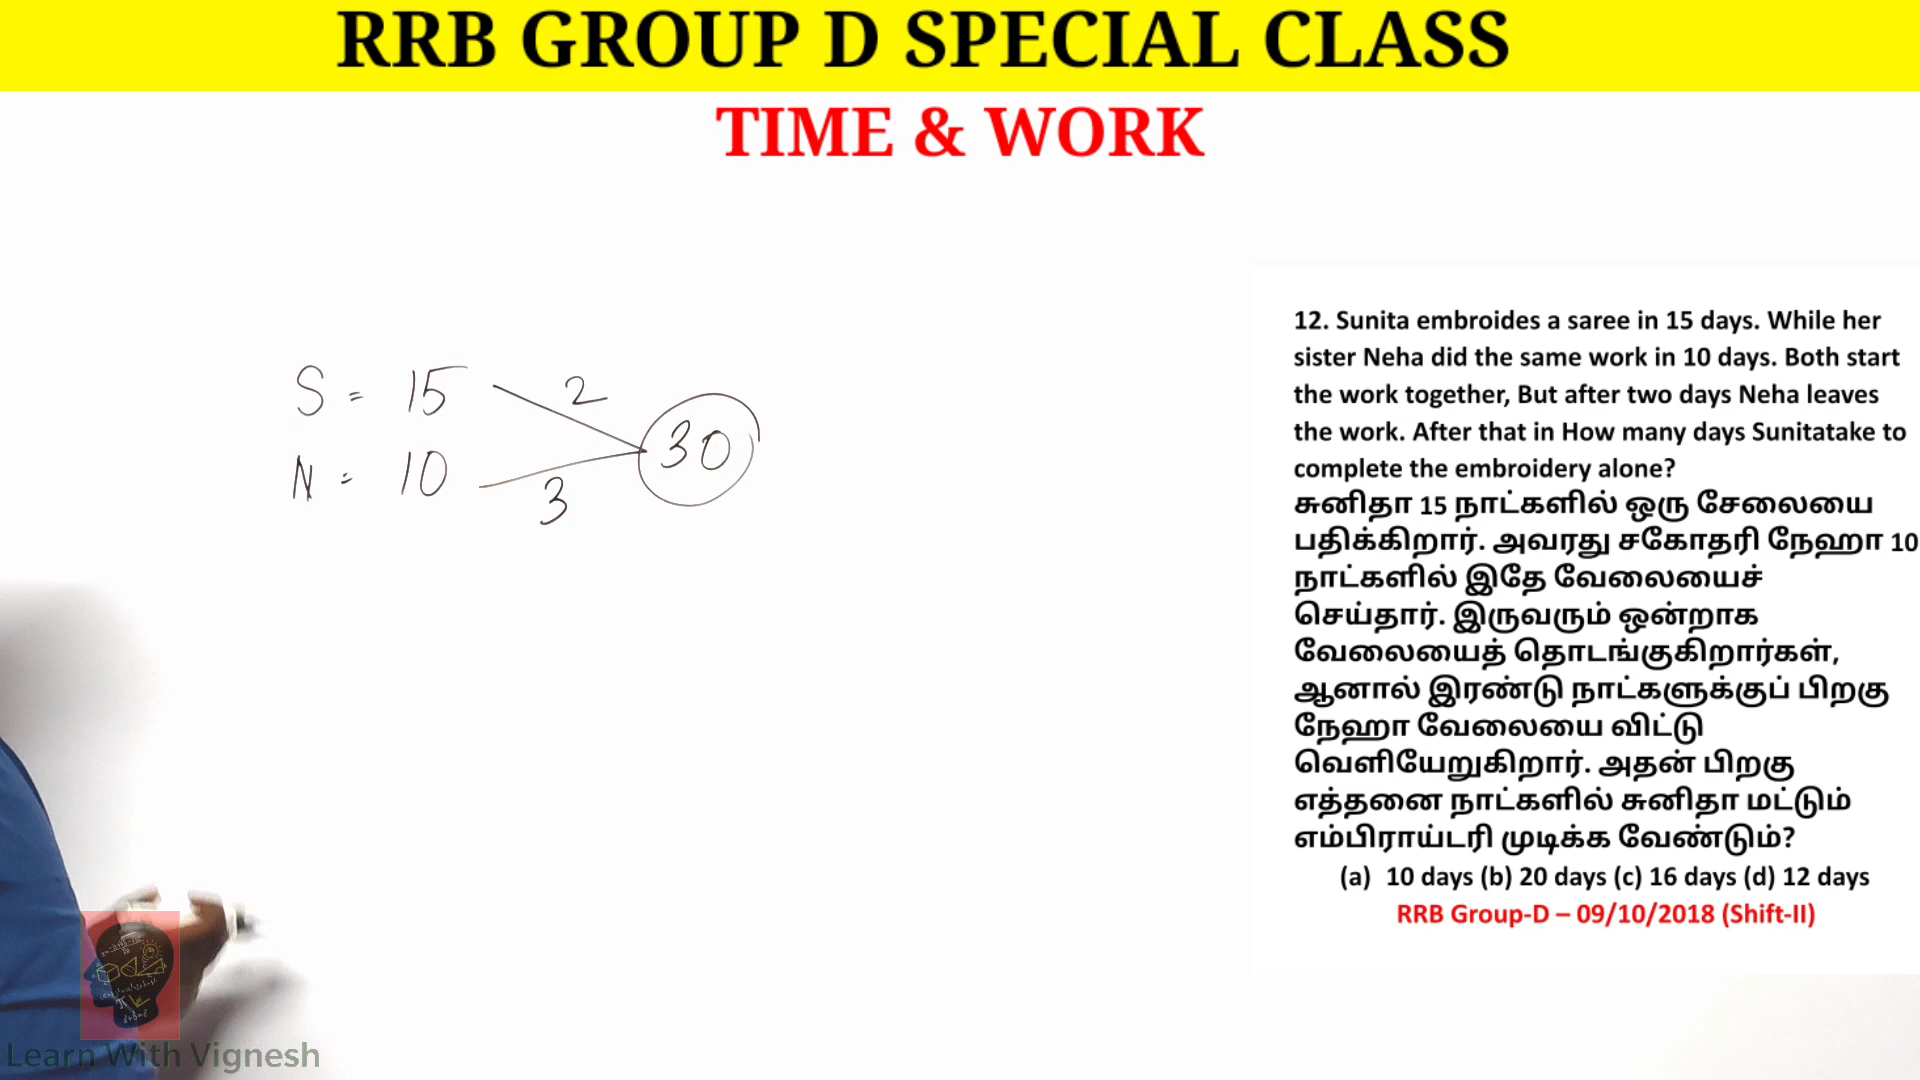 RRB GROUP D SPECIAL CLASS
TIME & WORK
S = 15 2
30
N = 10 3
12. Sunita embroides a saree in 15 days. While her
sister Neha did the same work in 10 days. Both start
the work together, But after two days Neha leaves
the work. After that in How many days Sunitatake to
complete the embroidery alone?
சுனிதா 15 நாட்களில் ஒரு சேலையை
பதிக்கிறார். அவரது சகோதரி நேஹா 10
நாட்களில் இதே வேலையைச்
செய்தார். இருவரும் ஒன்றாக
வேலையைத் தொடங்குகிறார்கள்,
ஆனால் இரண்டு நாட்களுக்குப் பிறகு
நேஹா வேலையை விட்டு
வெளியேறுகிறார். அதன் பிறகு
எத்தனை நாட்களில் சுனிதா மட்டும்
எம்பிராய்டரி முடிக்க வேண்டும்?
(a) 10 days (b) 20 days (c) 16 days (d) 12 days
RRB Group-D – 09/10/2018 (Shift-II)
Learn With Vignesh